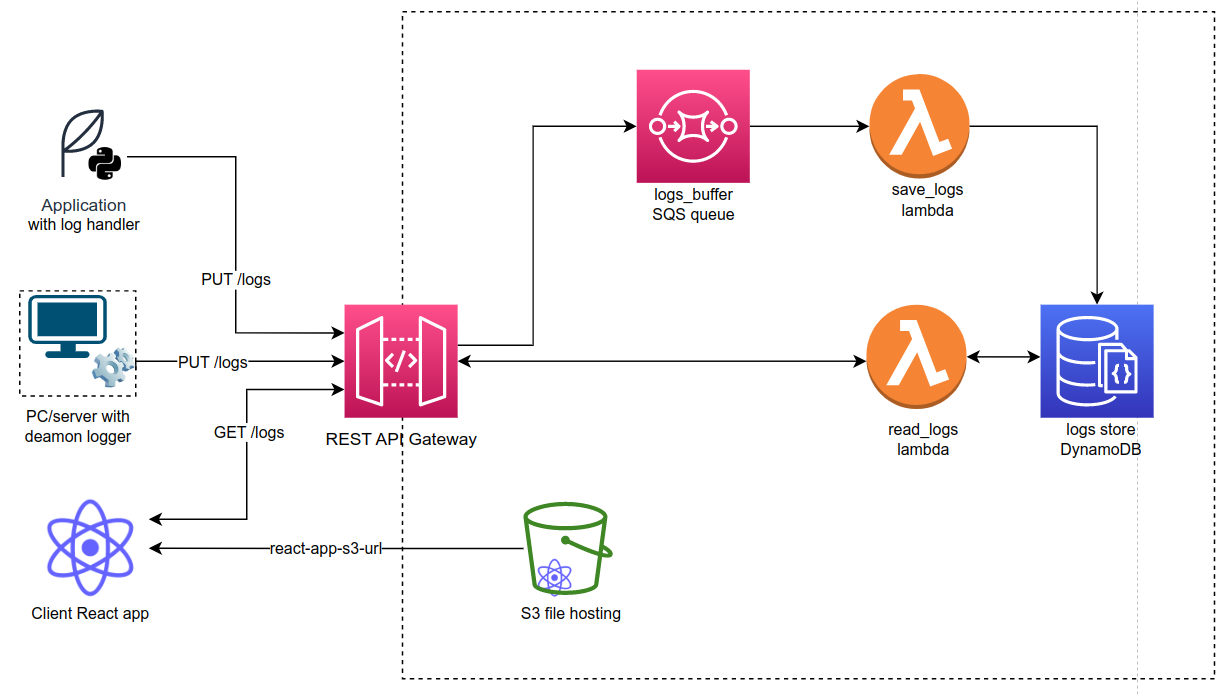 logs_buffer
SQS queue
save_logs
lambda
Application
with log handler
PUT /logs
PUT /logs
PC/server with
deamon logger
GET /logs
REST API Gateway
read_logs
lambda
logs store
DynamoDB
react-app-s3-url
Client React app
S3 file hosting